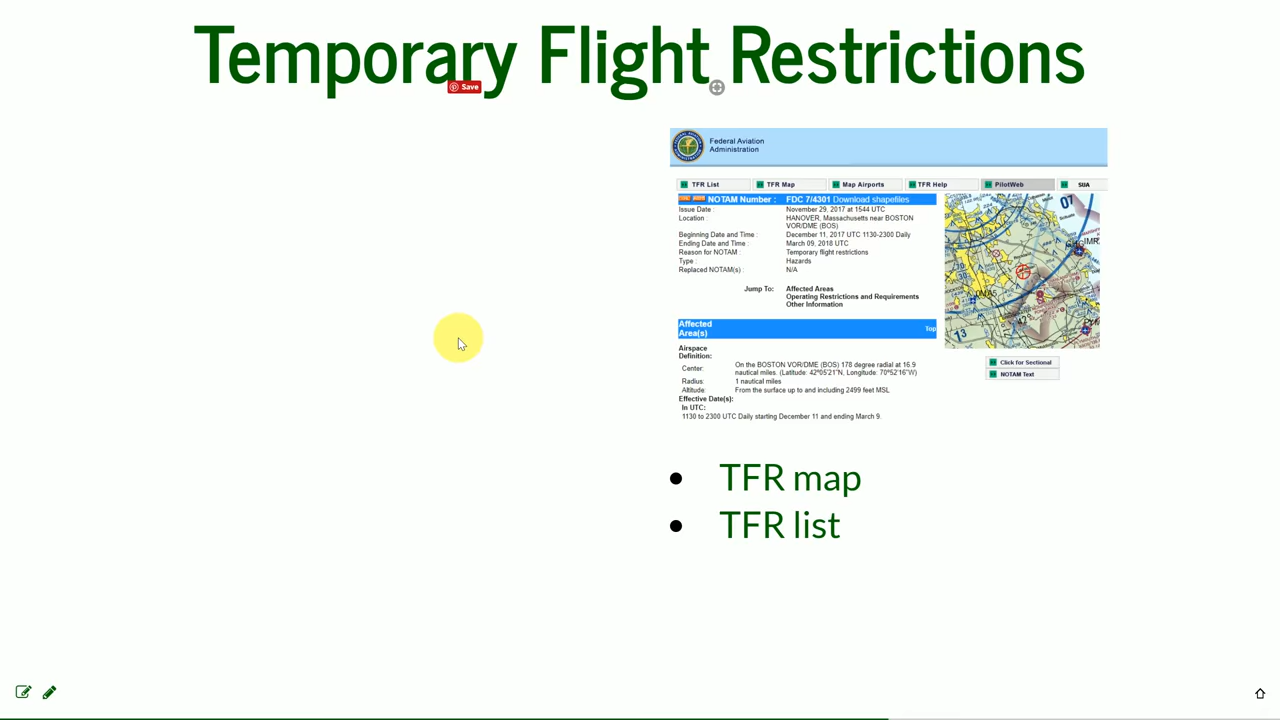 Temporary Flight Restrictions
Save
Federal Aviation
Administration
TFR List
TFR Map
Map Airports
TFR Help
PilotWeb
SUA
NOTAM Number : FDC 7/4301 Download shapefiles
Issue Date : November 29, 2017 at 1544 UTC
Location : HANOVER, Massachusetts near BOSTON
VOR/DME (BOS)
Beginning Date and Time : December 11, 2017 UTC 1130-2300 Daily
Ending Date and Time : March 09, 2018 UTC
Reason for NOTAM : Temporary flight restrictions
Type : Hazards
Replaced NOTAM(s) : N/A
Jump To: Affected Areas
Operating Restrictions and Requirements
Other Information
Affected
Area(s)
Top
Airspace
Definition:
Center: On the BOSTON VOR/DME (BOS) 178 degree radial at 16.9
nautical miles. (Latitude: 42º05'21"N, Longitude: 70º52'16"W)
Radius: 1 nautical miles
Altitude: From the surface up to and including 2499 feet MSL
Effective Date(s):
In UTC:
1130 to 2300 UTC Daily starting December 11 and ending March 9.
07
13
42°
Click for Sectional
NOTAM Text
TFR map
TFR list